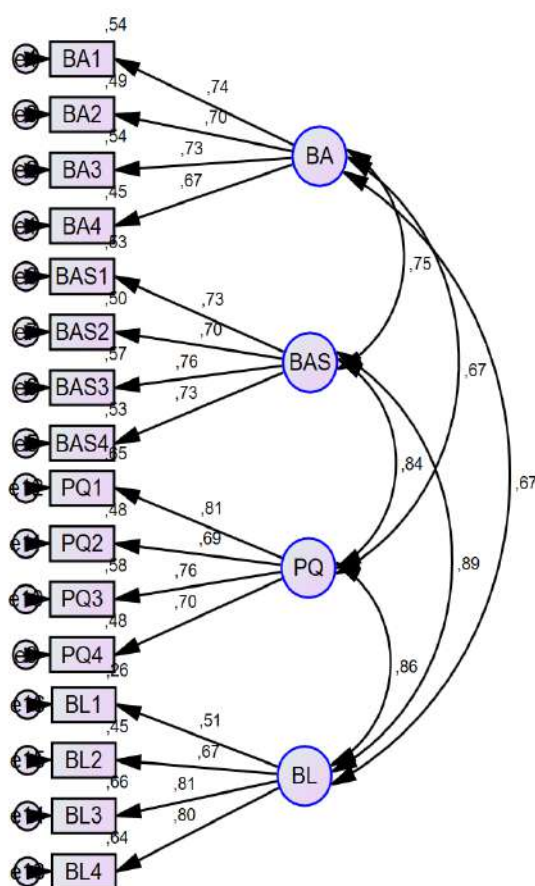 ,54
BA1
,49
,74
BA2
,54
,70
BA3
,73
BA
,45
,67
BA4
,53
BAS1
,75
,50
,73
BAS2
,70
,57
BAS
BAS3
,76
,67
,53
,73
BAS4
,65
PQ1
,84
,67
,48
,81
PQ2
,69
,58
PQ
,89
PQ3
,76
,48
,70
PQ4
,26
,86
BL1
,45
,51
BL2
,67
BL
,66
BL3
,81
,64
,80
BL4